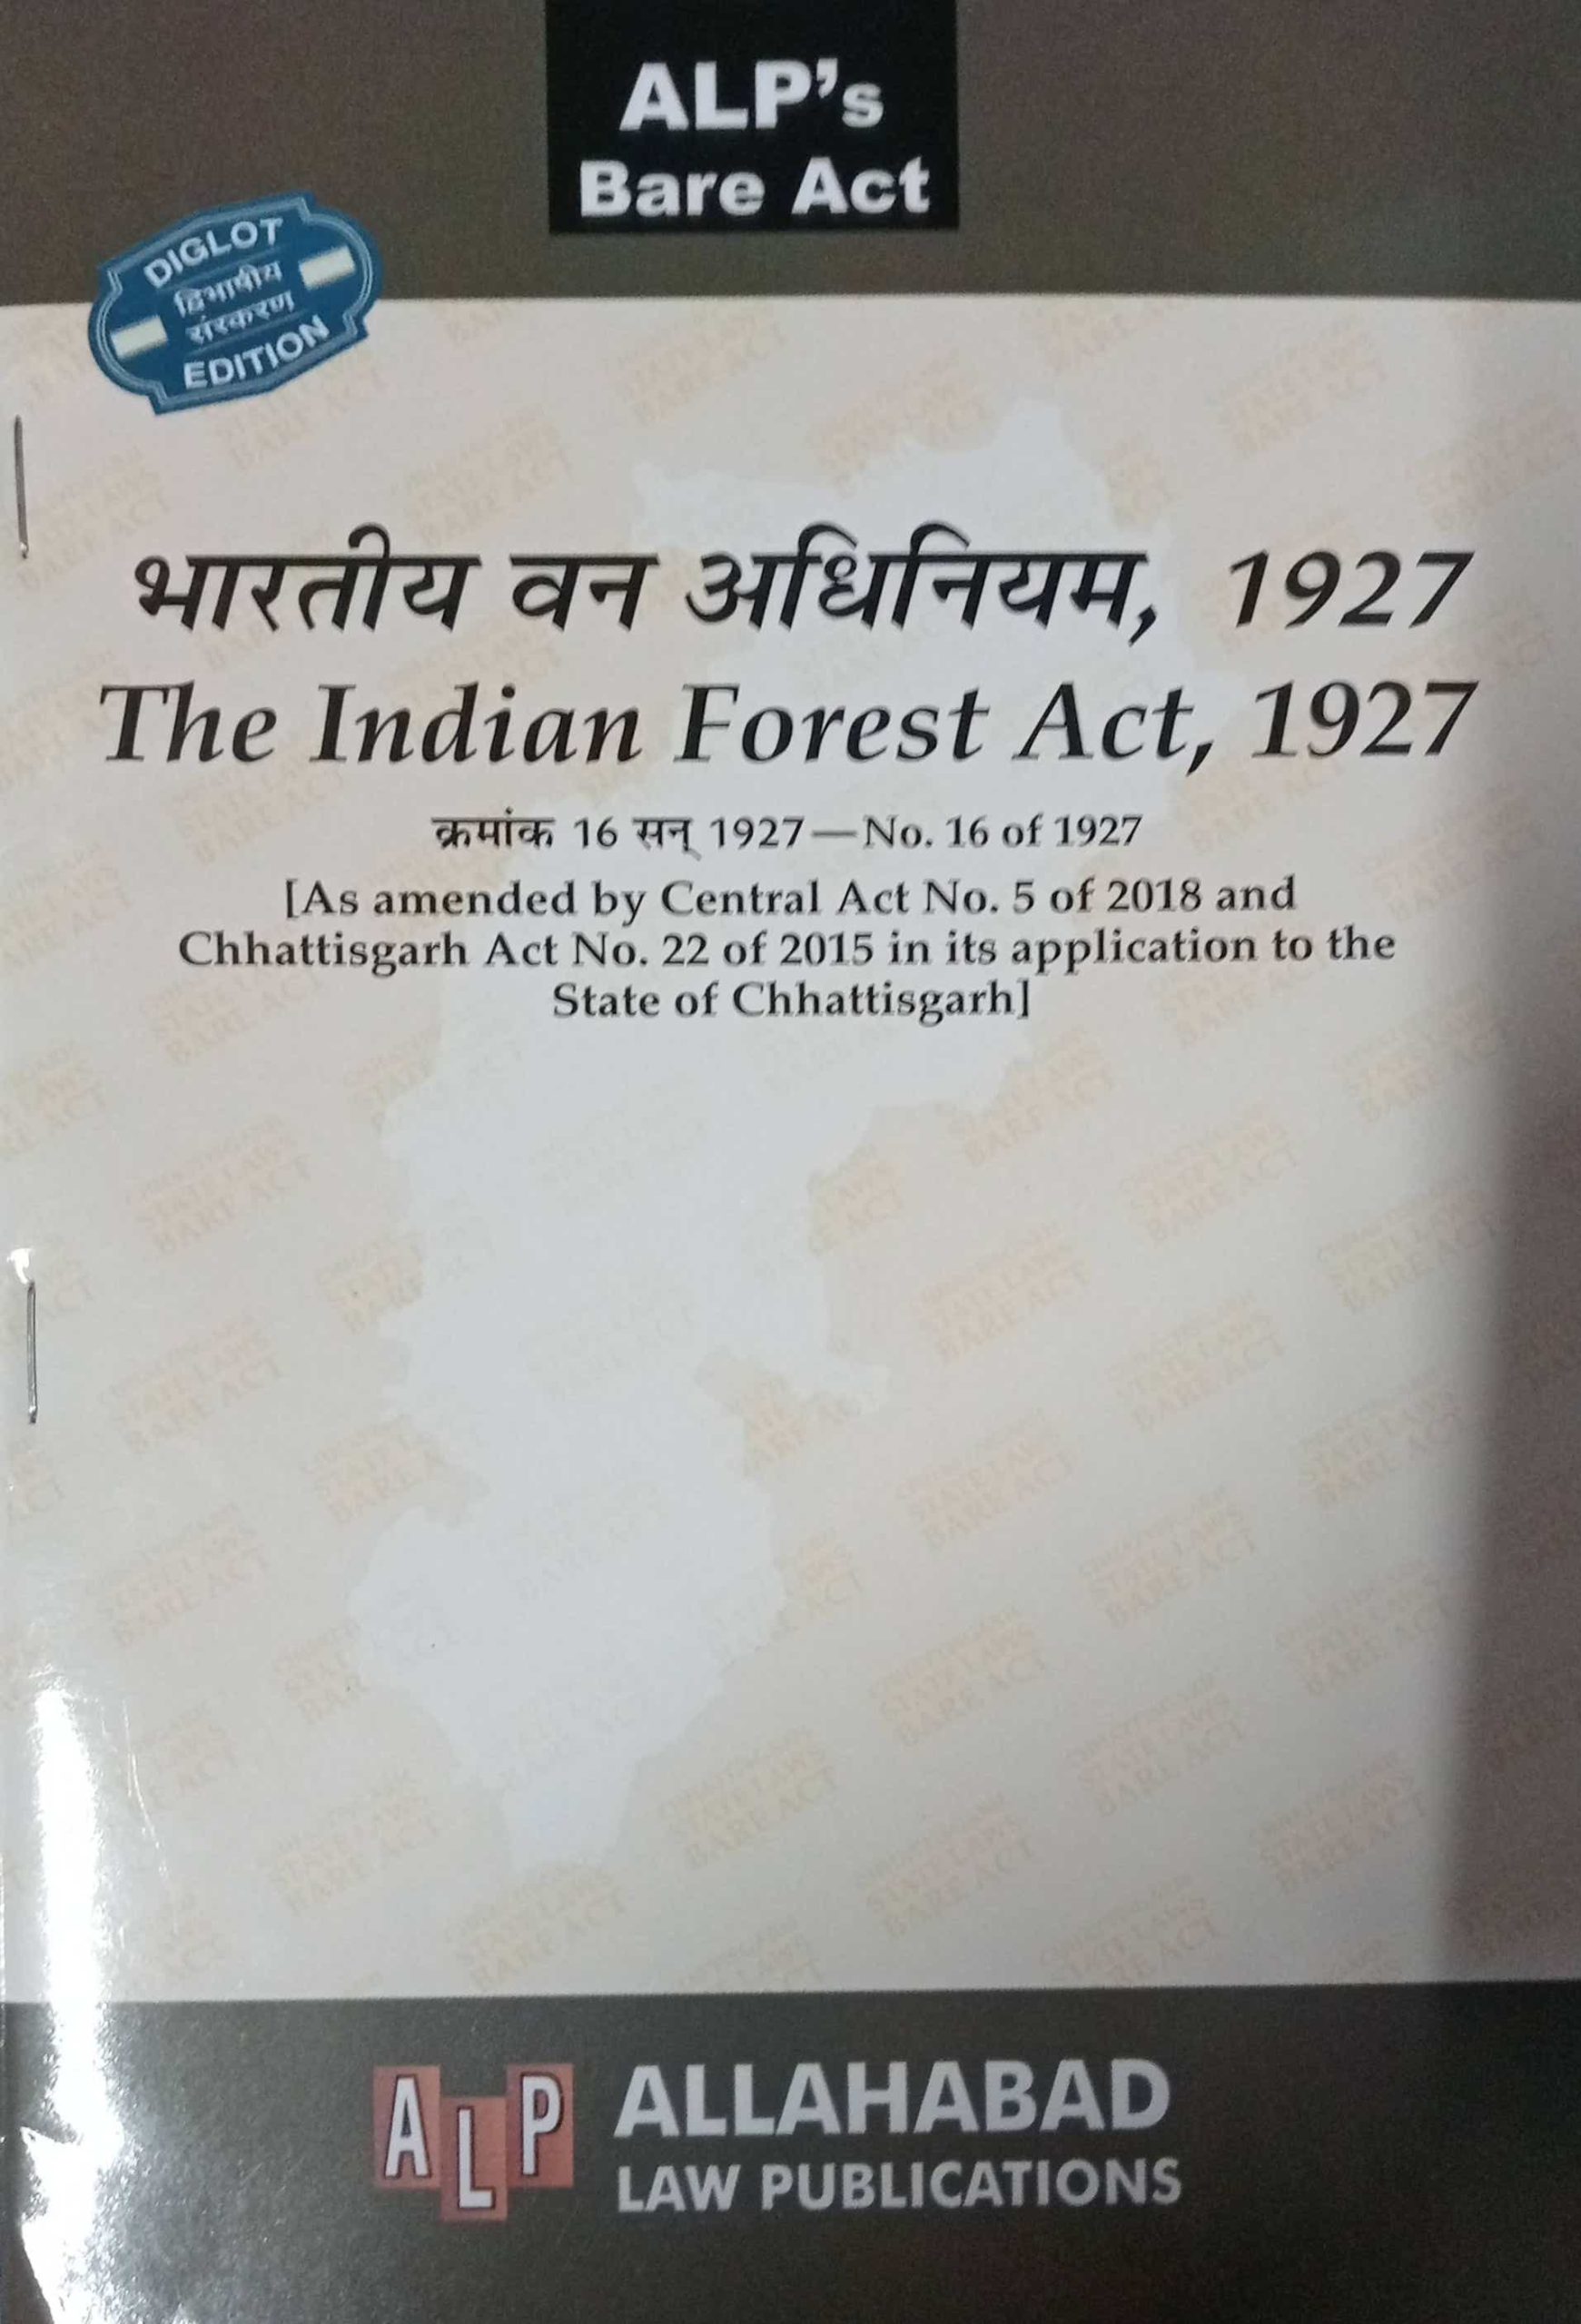 ALP's
Bare Act
DIGLOT
द्विभाषीय
संस्करण
EDITION
भारतीय वन अधिनियम, 1927
The Indian Forest Act, 1927
क्रमांक 16 सन् 1927—No. 16 of 1927
[As amended by Central Act No. 5 of 2018 and
Chhattisgarh Act No. 22 of 2015 in its application to the
State of Chhattisgarh]
ALP
ALLAHABAD
LAW PUBLICATIONS